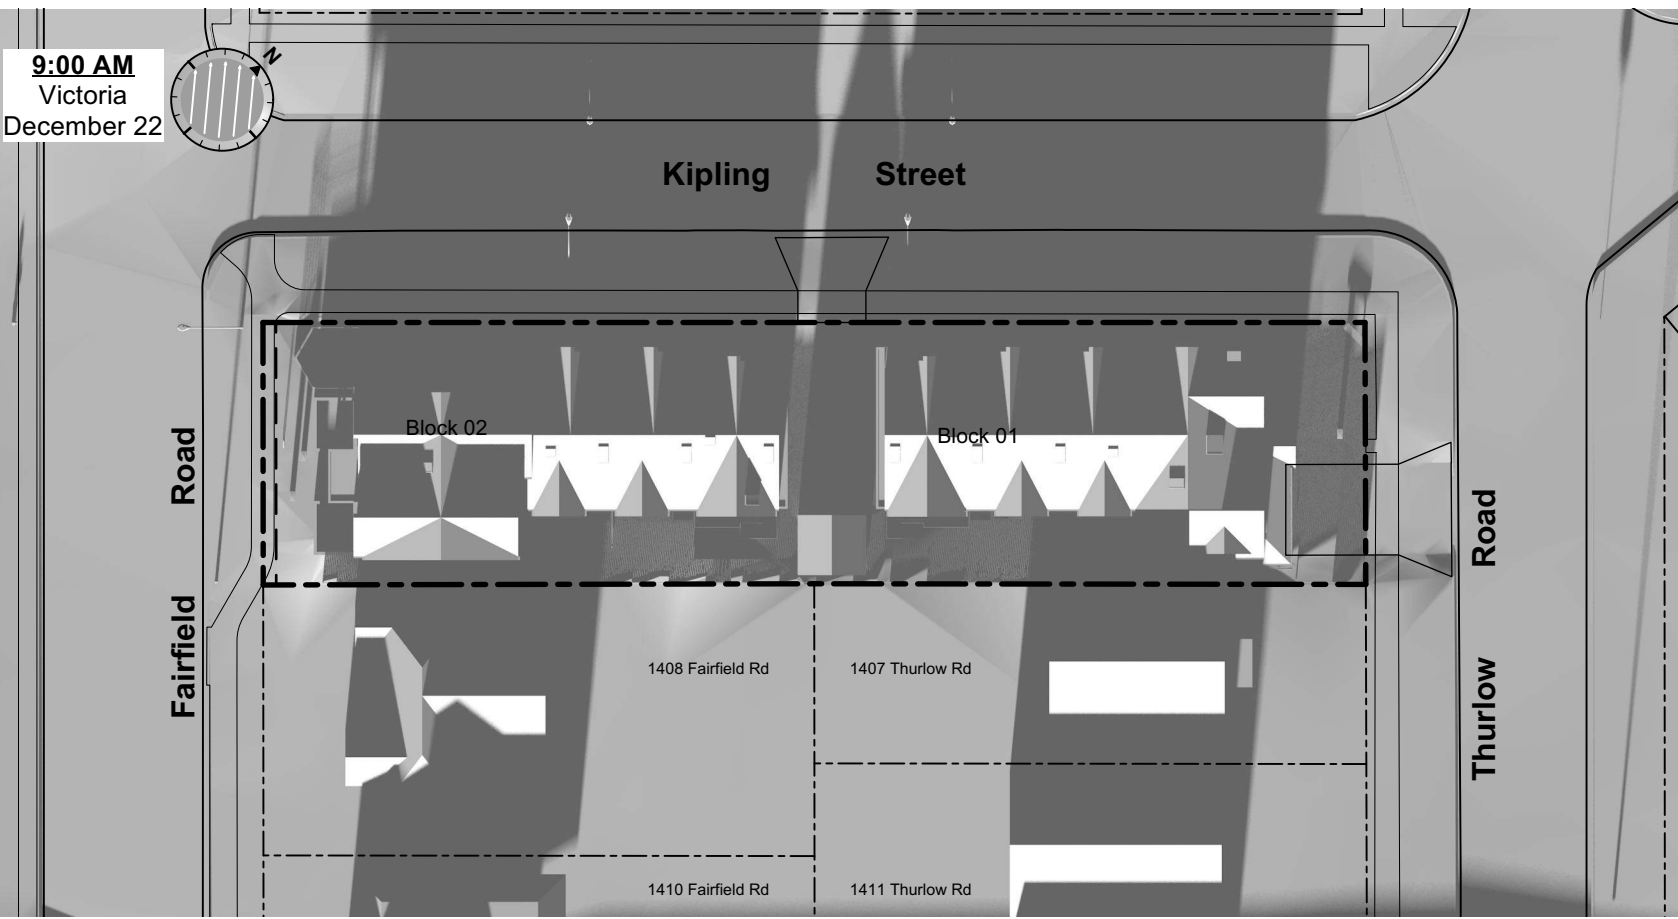 9:00 AM
Victoria
December 22
N
Kipling Street
Block 02
Block 01
Fairfield Road
Thurlow Road
1408 Fairfield Rd
1407 Thurlow Rd
1410 Fairfield Rd
1411 Thurlow Rd